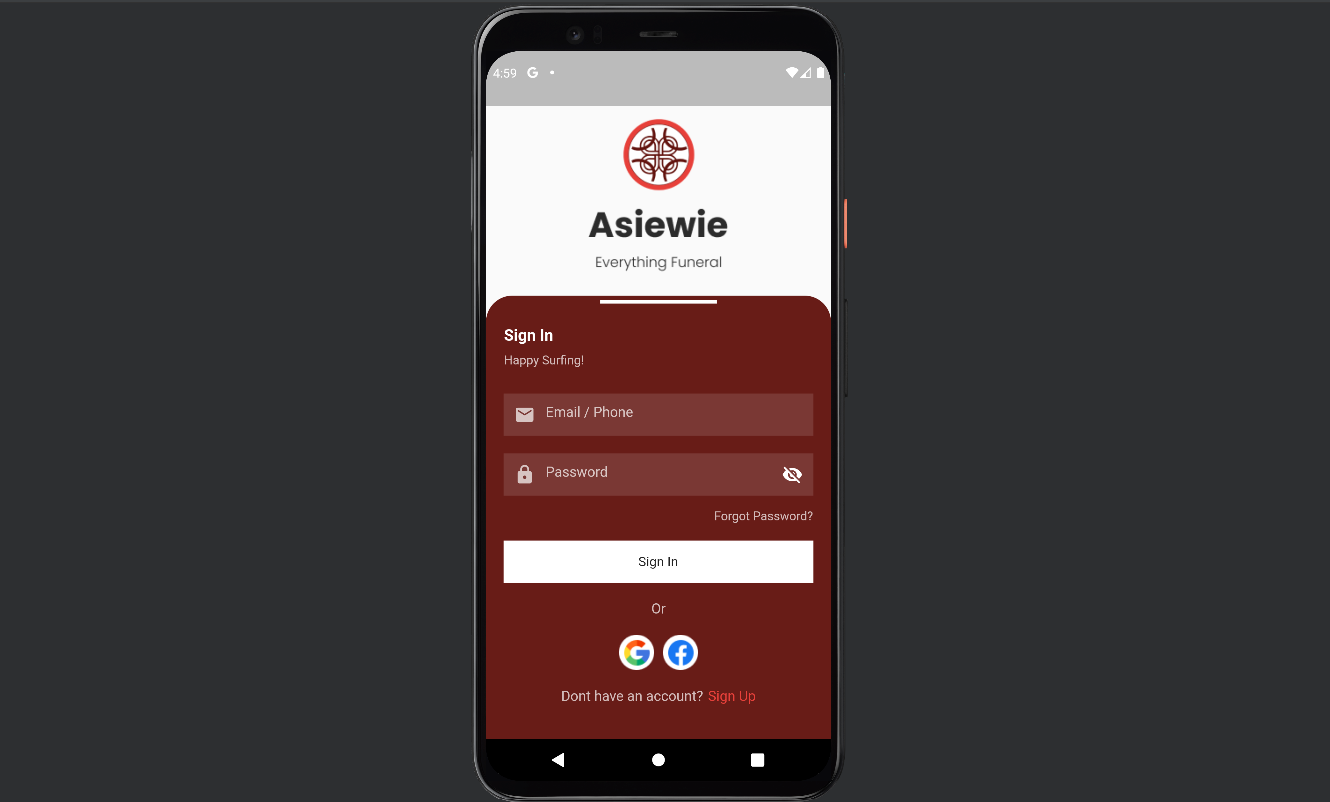 4:59
Asiewie
Everything Funeral
Sign In
Happy Surfing!
Email / Phone
Password
Forgot Password?
Sign In
Or
Dont have an account? Sign Up